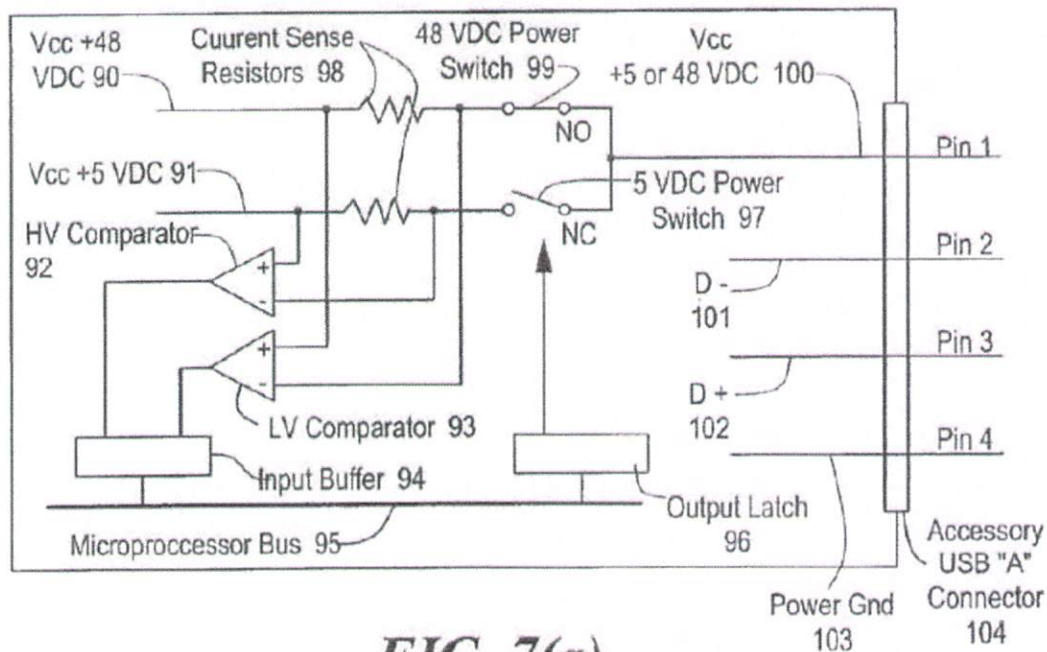 Vcc +48
VDC 90
Cuurent Sense
Resistors 98
48 VDC Power
Switch 99
Vcc
+5 or 48 VDC 100
NO
Pin 1
Vcc +5 VDC 91
5 VDC Power
Switch 97
NC
HV Comparator
92
+
-
Pin 2
D -
101
+
-
Pin 3
D +
102
LV Comparator 93
Pin 4
Input Buffer 94
Output Latch
96
Microproccessor Bus 95
Accessory
USB "A"
Connector
104
Power Gnd
103
FIG. 7(a)